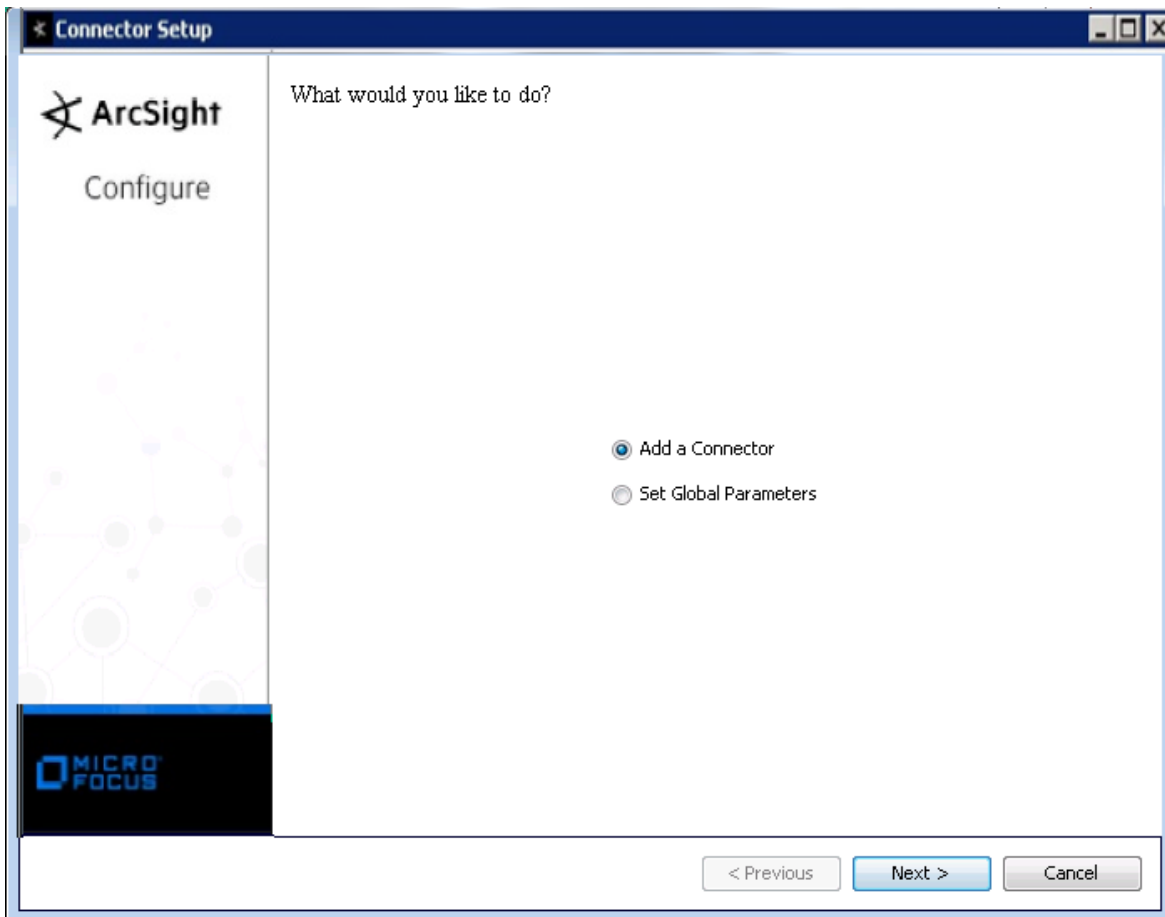 Connector Setup
ArcSight
Configure
What would you like to do?
Add a Connector
Set Global Parameters
MICRO
FOCUS
< Previous
Next >
Cancel